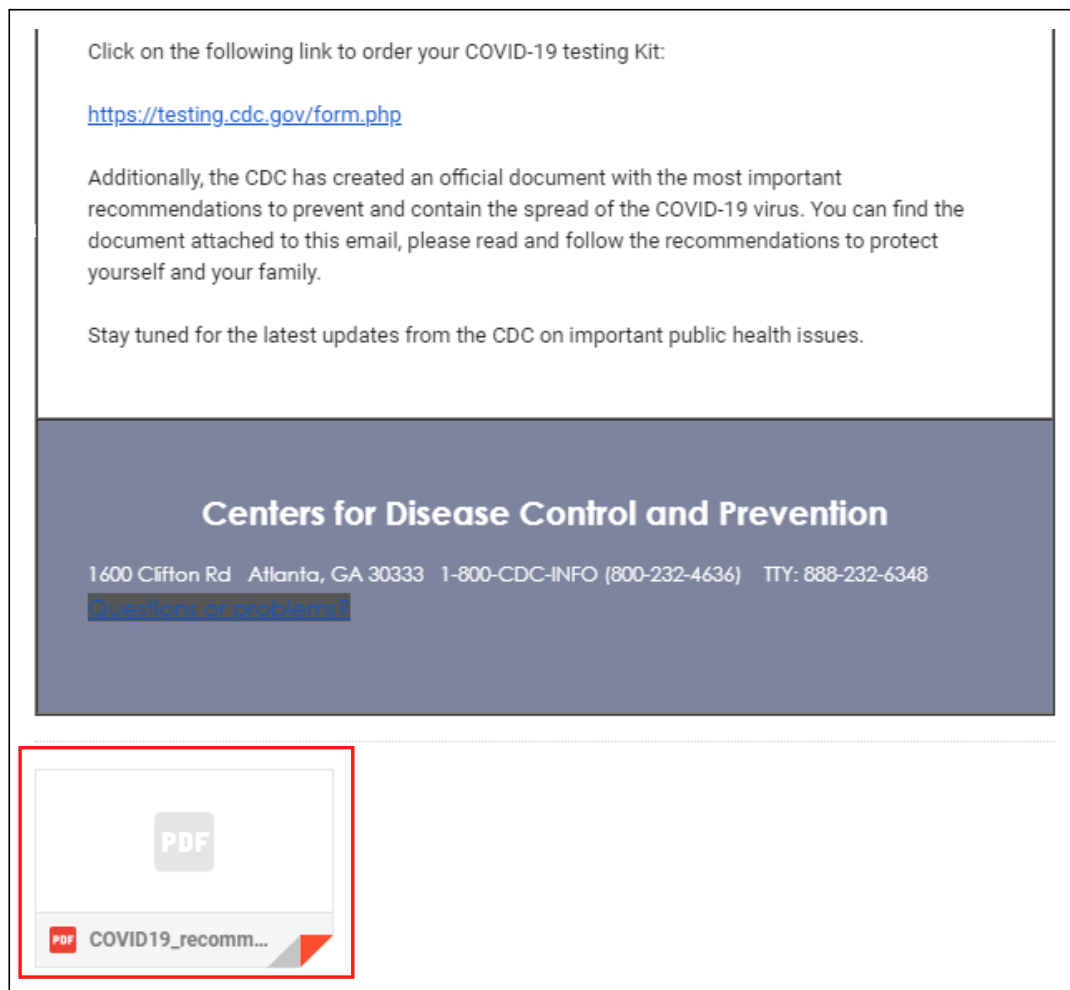 Click on the following link to order your COVID-19 testing Kit:
https://testing.cdc.gov/form.php
Additionally, the CDC has created an official document with the most important
recommendations to prevent and contain the spread of the COVID-19 virus. You can find the
document attached to this email, please read and follow the recommendations to protect
yourself and your family.
Stay tuned for the latest updates from the CDC on important public health issues.
Centers for Disease Control and Prevention
1600 Clifton Rd Atlanta, GA 30333 1-800-CDC-INFO (800-232-4636) TTY: 888-232-6348
Questions or problems?
PDF
PDF COVID19_recomm...